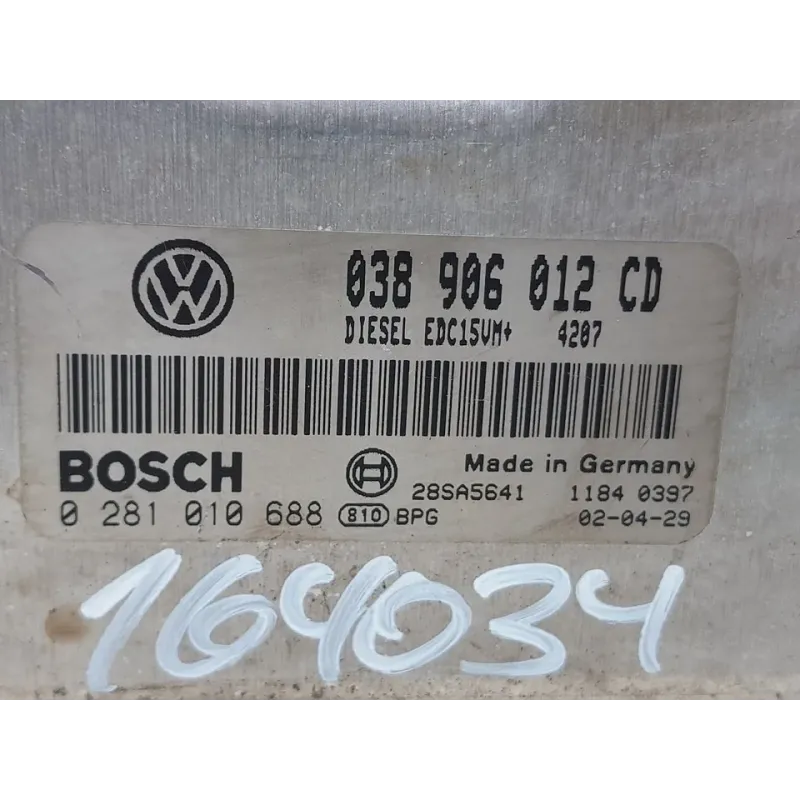 038 906 012 CD
DIESEL EDC15VM+ 4207
BOSCH Made in Germany
28SA5641 1184 0397
0 281 010 688 810 BPG 02-04-29
164034